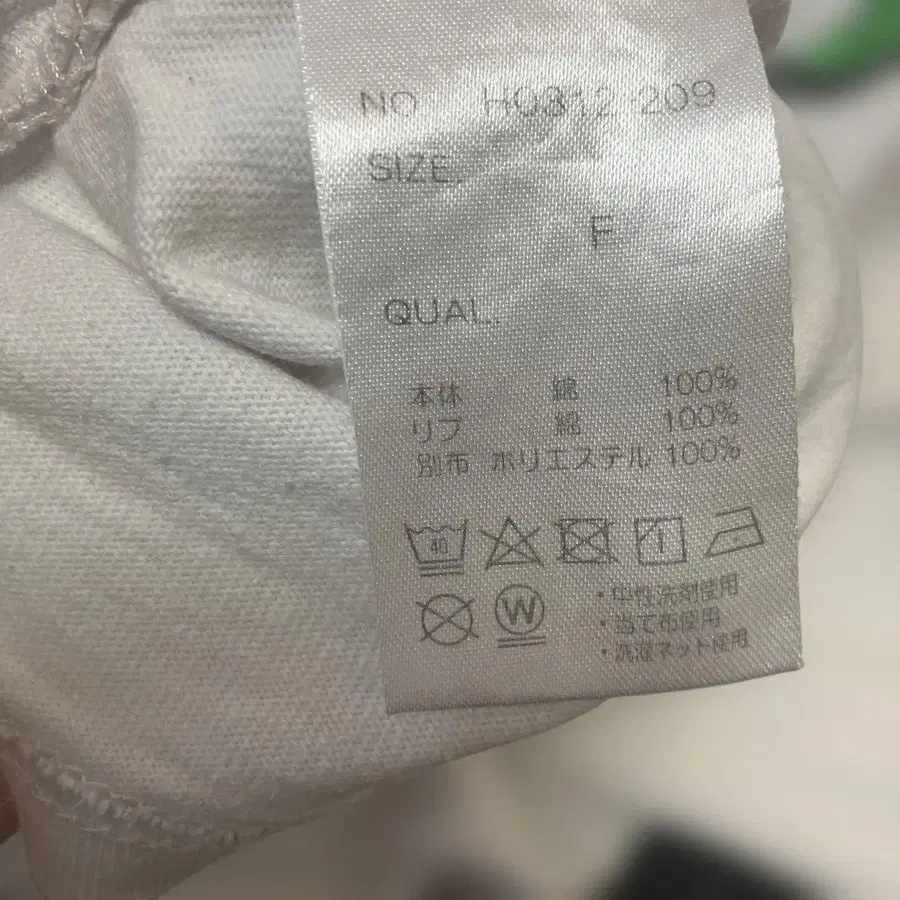 NO H0312 209
SIZE.
F
QUAL.
本体 綿 100%
リブ 綿 100%
別布 ポリエステル 100%
40
W
・中性洗剤使用
・当て布使用
・洗濯ネット使用